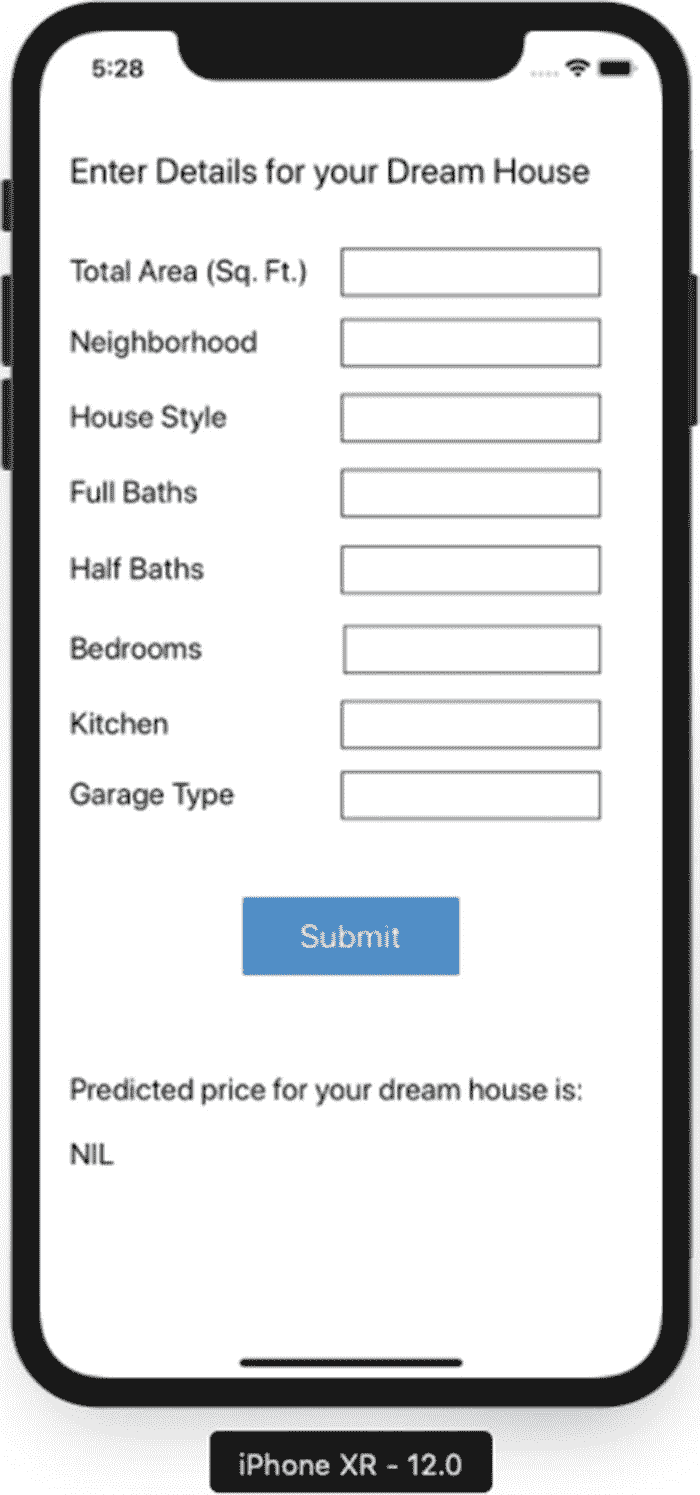 5:28
Enter Details for your Dream House
Total Area (Sq. Ft.)
Neighborhood
House Style
Full Baths
Half Baths
Bedrooms
Kitchen
Garage Type
Submit
Predicted price for your dream house is:
NIL
iPhone XR - 12.0